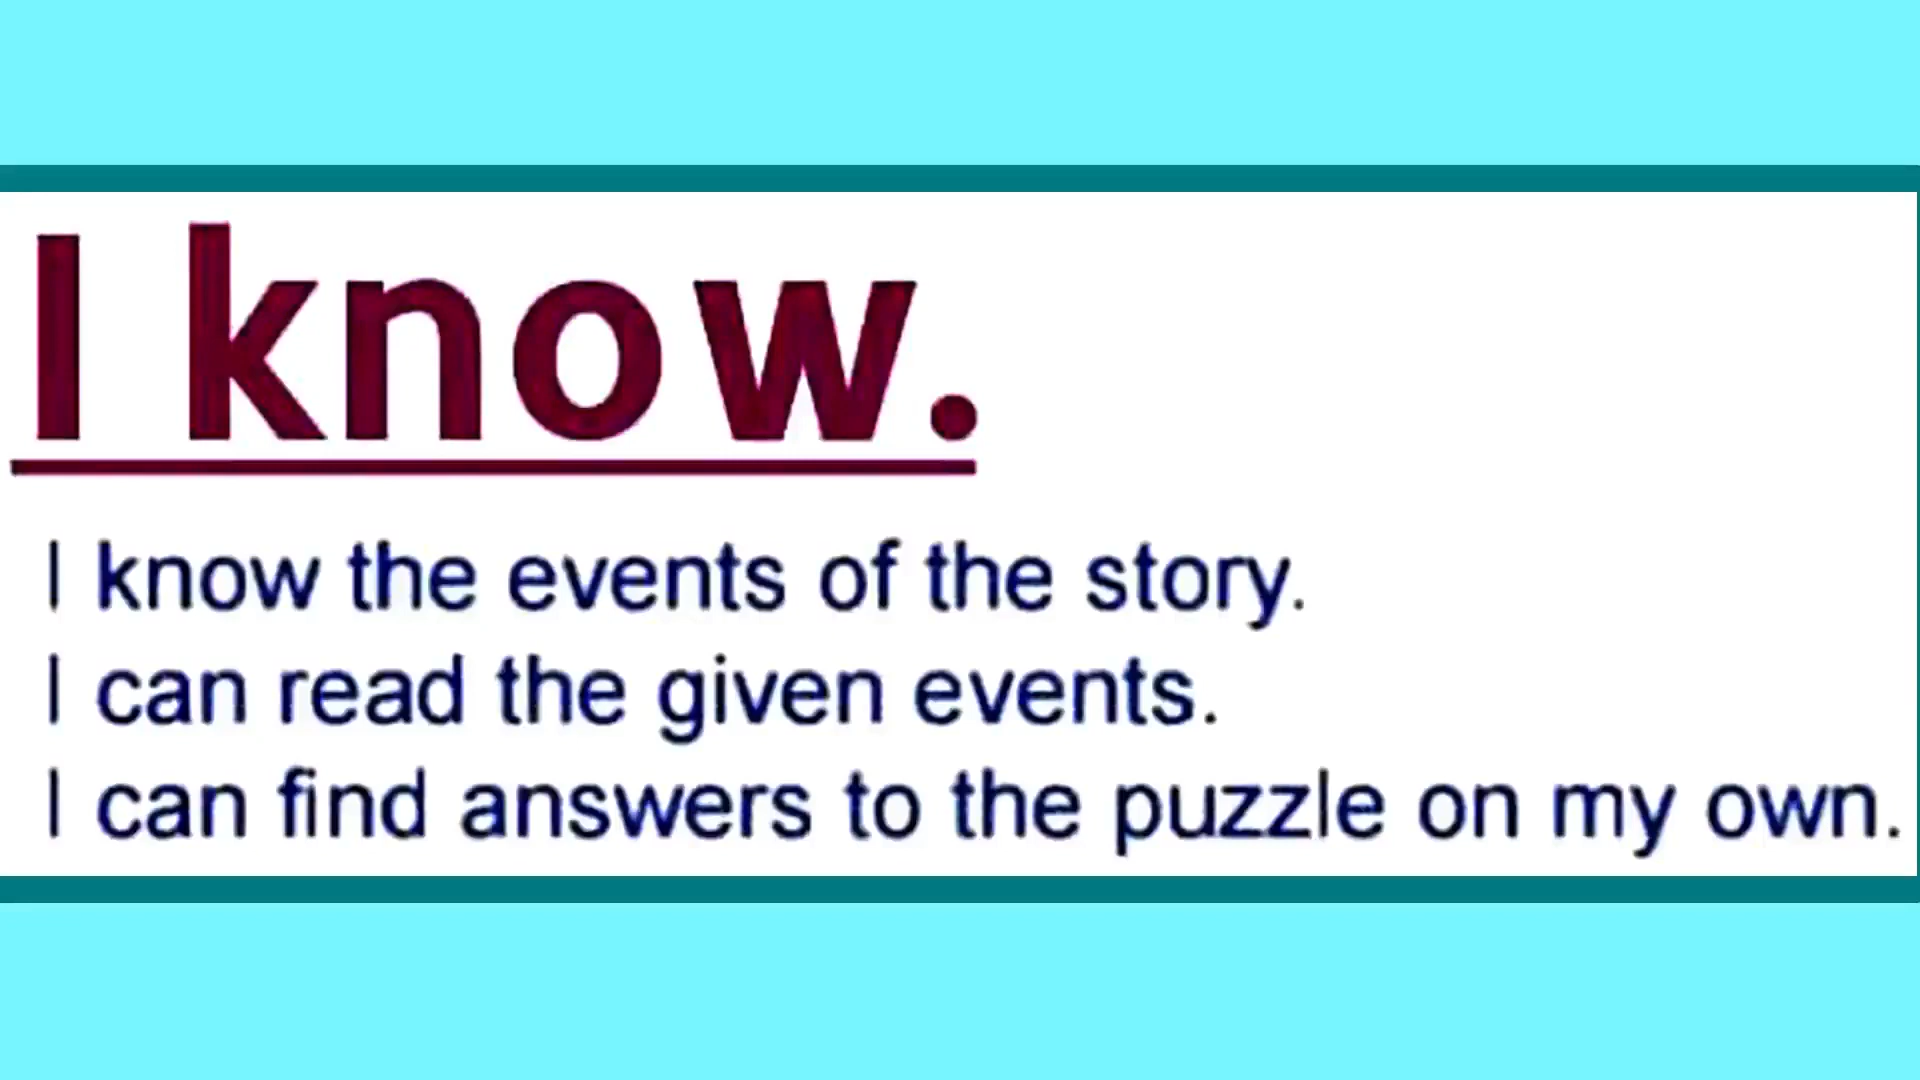 I know.
I know the events of the story.
I can read the given events.
I can find answers to the puzzle on my own.